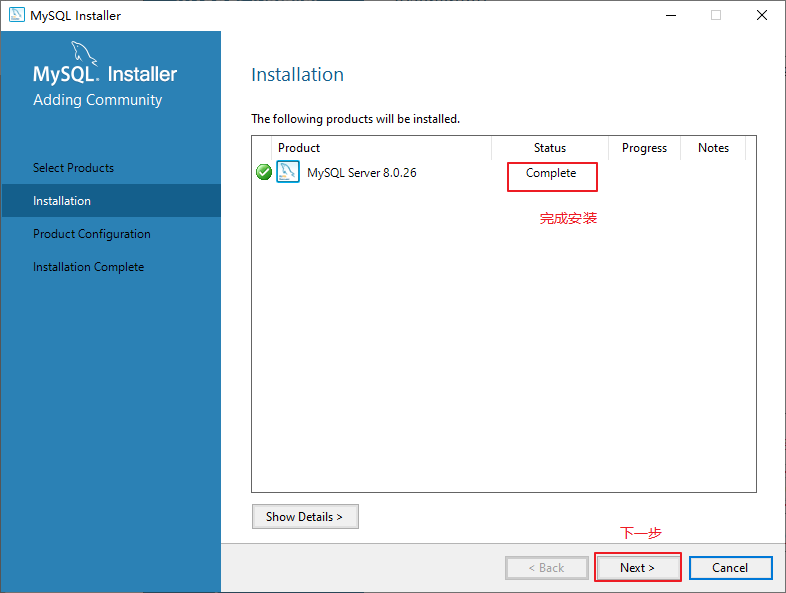 MySQL Installer
MySQL. Installer
Adding Community
Select Products
Installation
Product Configuration
Installation Complete
Installation
The following products will be installed.
Product Status Progress Notes
MySQL Server 8.0.26 Complete
完成安装
Show Details >
下一步
< Back Next > Cancel